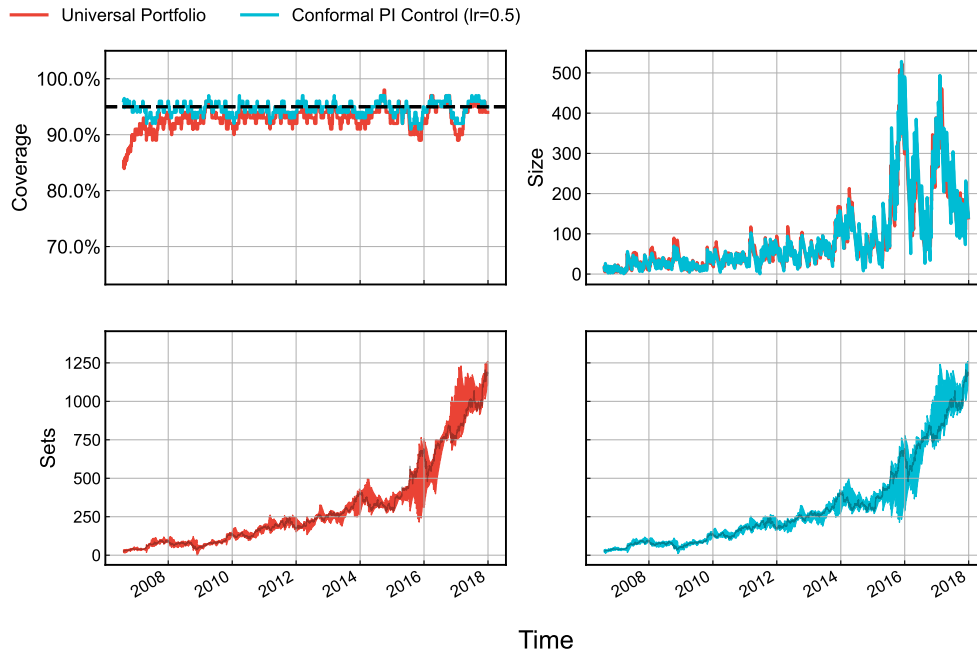 Universal Portfolio
Conformal PI Control (lr=0.5)
Coverage
100.0%
90.0%
80.0%
70.0%
Size
500
400
300
200
100
0
Sets
1250
1000
750
500
250
0
2008 2010 2012 2014 2016 2018
2008 2010 2012 2014 2016 2018
Time